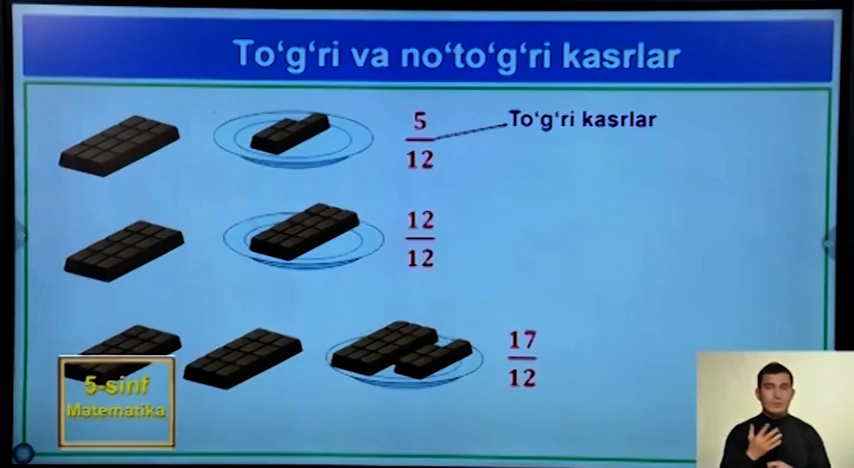 To‘g‘ri va no‘to‘g‘ri kasrlar
5
12
To‘g‘ri kasrlar
12
12
17
12
5-sinf
Matematika